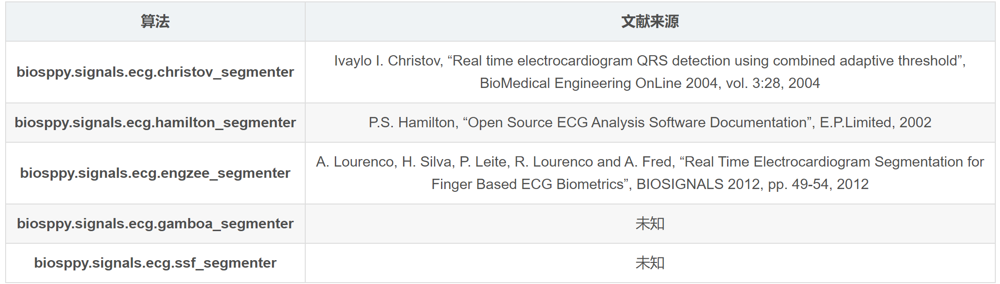 算法
文献来源
biosppy.signals.ecg.christov_segmenter
Ivaylo I. Christov, “Real time electrocardiogram QRS detection using combined adaptive threshold”,
BioMedical Engineering OnLine 2004, vol. 3:28, 2004
biosppy.signals.ecg.hamilton_segmenter
P.S. Hamilton, “Open Source ECG Analysis Software Documentation”, E.P.Limited, 2002
biosppy.signals.ecg.engzee_segmenter
A. Lourenco, H. Silva, P. Leite, R. Lourenco and A. Fred, “Real Time Electrocardiogram Segmentation for
Finger Based ECG Biometrics”, BIOSIGNALS 2012, pp. 49-54, 2012
biosppy.signals.ecg.gamboa_segmenter
未知
biosppy.signals.ecg.ssf_segmenter
未知